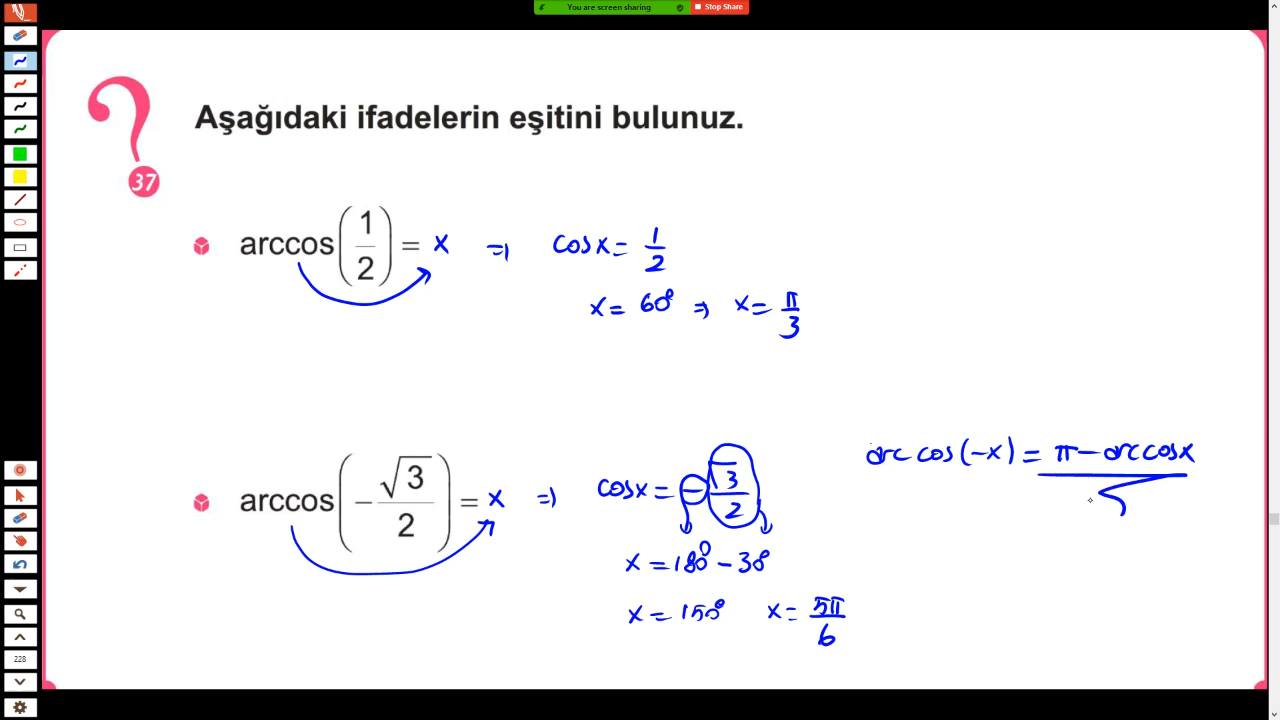 You are screen sharing Stop Share
Aşağıdaki ifadelerin eşitini bulunuz.
37
arccos(1/2) = x ⇒ cosx = 1/2
x = 60° ⇒ x = π/3
arccos(-x) = π - arccosx
arccos(-√3/2) = x ⇒ cosx = -√3/2
x = 180° - 30°
x = 150° x = 5π/6
228